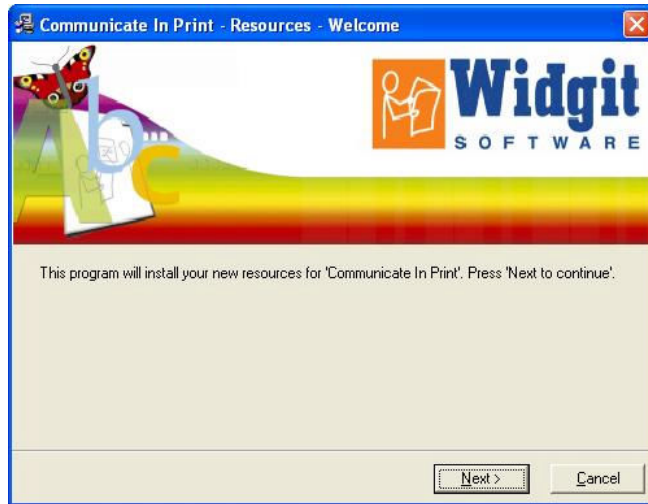 Communicate In Print - Resources - Welcome
Abc
Widgit
SOFTWARE
This program will install your new resources for 'Communicate In Print'. Press 'Next to continue'.
Next > Cancel